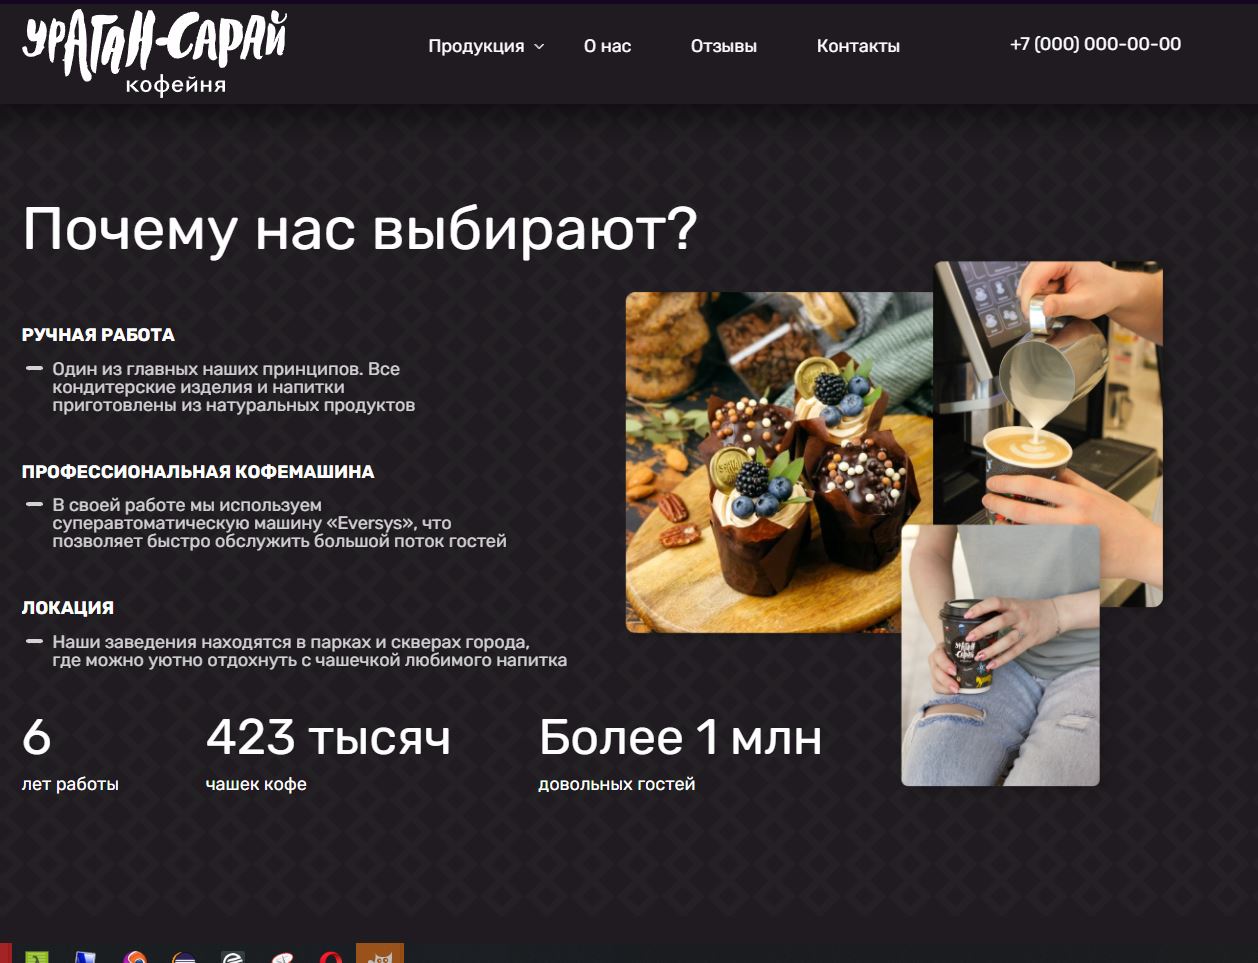 УРАГАН-САРАЙ
кофейня
Продукция
О нас
Отзывы
Контакты
+7 (000) 000-00-00
Почему нас выбирают?
РУЧНАЯ РАБОТА
— Один из главных наших принципов. Все
кондитерские изделия и напитки
приготовлены из натуральных продуктов
ПРОФЕССИОНАЛЬНАЯ КОФЕМАШИНА
— В своей работе мы используем
суперавтоматическую машину «Eversys», что
позволяет быстро обслужить большой поток гостей
ЛОКАЦИЯ
— Наши заведения находятся в парках и скверах города,
где можно уютно отдохнуть с чашечкой любимого напитка
УРАГАН
-САРАЙ
6
лет работы
423 тысяч
чашек кофе
Более 1 млн
довольных гостей